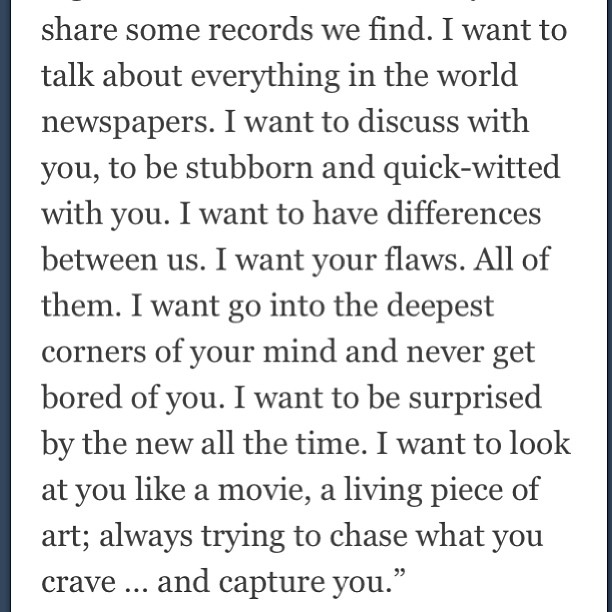 share some records we find. I want to
talk about everything in the world
newspapers. I want to discuss with
you, to be stubborn and quick-witted
with you. I want to have differences
between us. I want your flaws. All of
them. I want go into the deepest
corners of your mind and never get
bored of you. I want to be surprised
by the new all the time. I want to look
at you like a movie, a living piece of
art; always trying to chase what you
crave ... and capture you.”